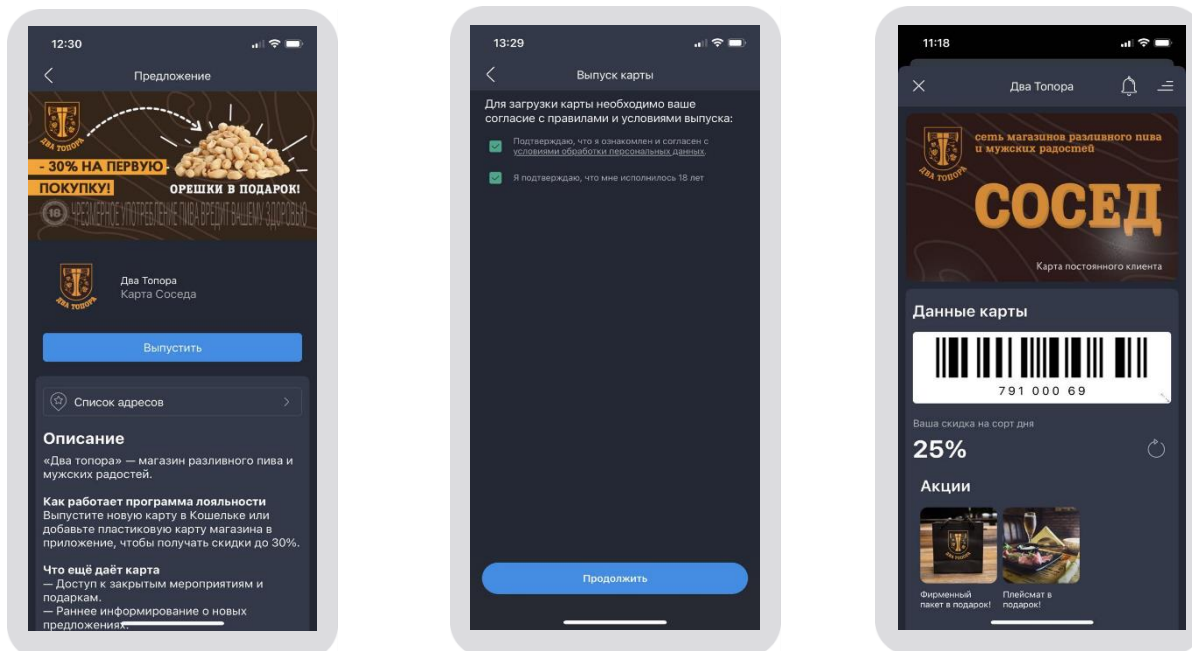 12:30
Предложение
ДВА ТОПОРА
- 30% НА ПЕРВУЮ
ПОКУПКУ!
ОРЕШКИ В ПОДАРОК!
18 ЧРЕЗМЕРНОЕ УПОТРЕБЛЕНИЕ ПИВА ВРЕДИТ ВАШЕМУ ЗДОРОВЬЮ
ДВА ТОПОРА
Два Топора
Карта Соседа
Выпустить
Список адресов
Описание
«Два топора» — магазин разливного пива и
мужских радостей.
Как работает программа лояльности
Выпустите новую карту в Кошельке или
добавьте пластиковую карту магазина в
приложение, чтобы получать скидки до 30%.
Что ещё даёт карта
— Доступ к закрытым мероприятиям и
подаркам.
— Раннее информирование о новых
предложениях.
13:29
Выпуск карты
Для загрузки карты необходимо ваше
согласие с правилами и условиями выпуска:
Подтверждаю, что я ознакомлен и согласен с
условиями обработки персональных данных.
Я подтверждаю, что мне исполнилось 18 лет
Продолжить
11:18
Два Топора
ДВА ТОПОРА
сеть магазинов разливного пива
и мужских радостей
СОСЕД
Карта постоянного клиента
Данные карты
791 000 69
Ваша скидка на сорт дня
25%
Акции
ДВА ТОПОРА
Фирменный
пакет в подарок!
Плейсмат в
подарок!